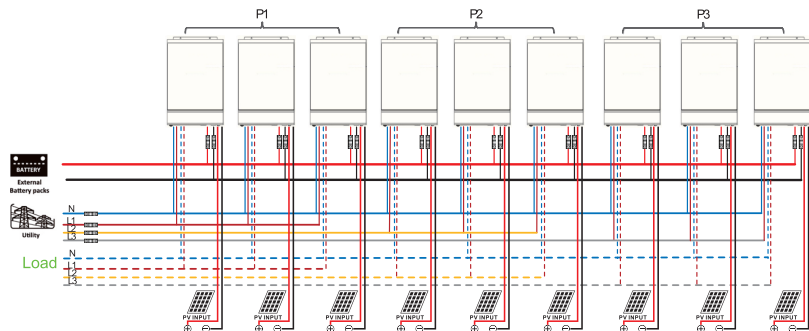 P1 P2 P3
BATTERY
External
Battery packs
N
L1
L2
L3
Utility
N
Load
L1
L2
L3
PV INPUT PV INPUT PV INPUT PV INPUT PV INPUT PV INPUT PV INPUT PV INPUT PV INPUT